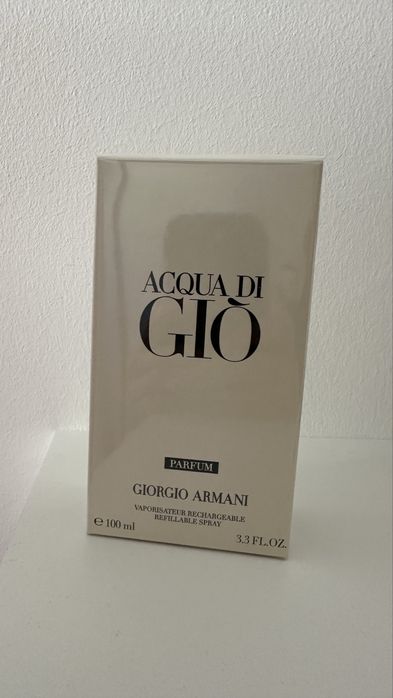 ACQUA DI
GIÒ
PARFUM
GIORGIO ARMANI
VAPORISATEUR RECHARGEABLE
REFILLABLE SPRAY
℮ 100 ml
3.3 FL.OZ.